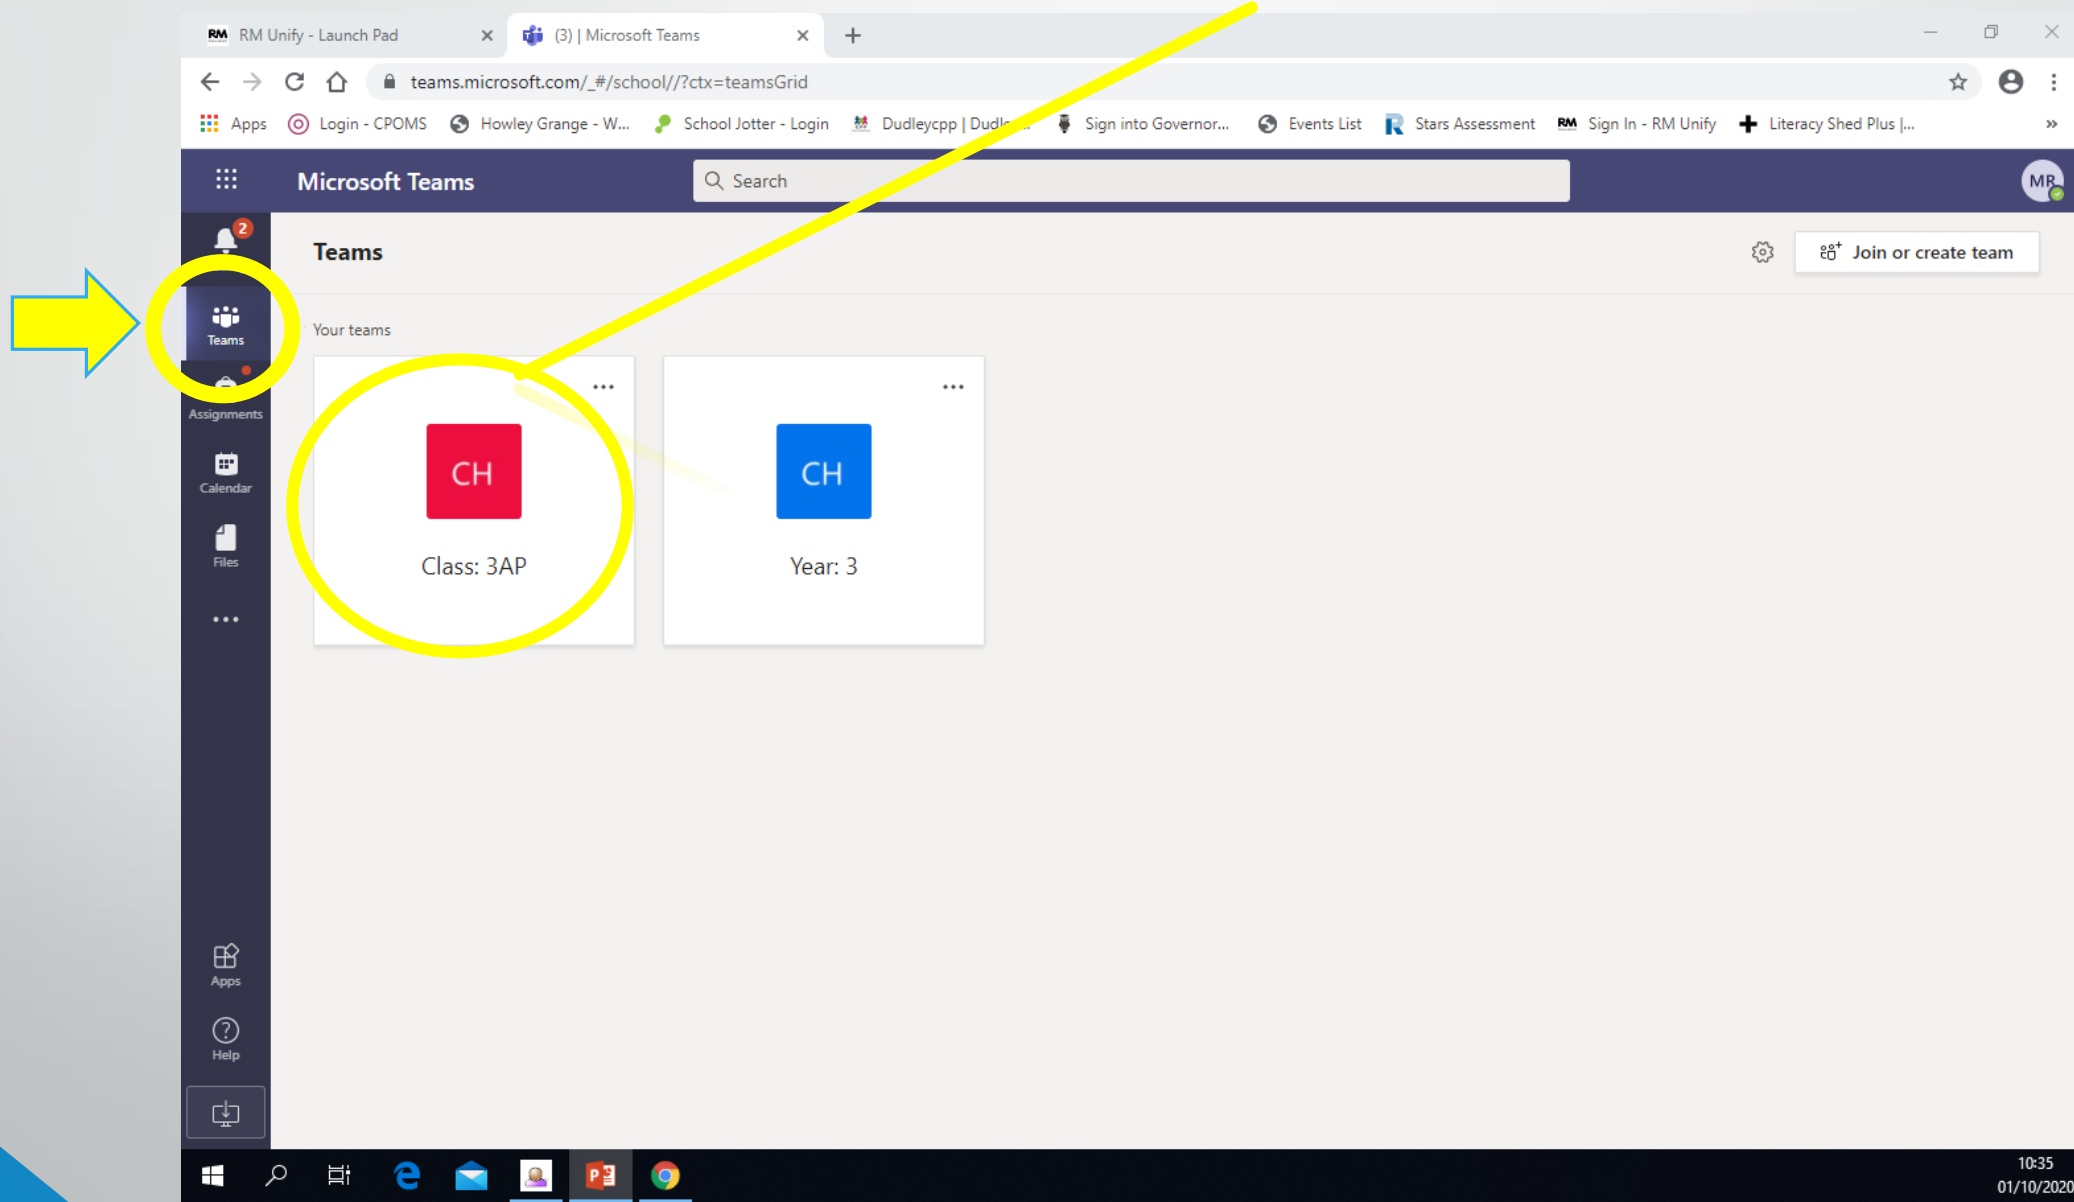 RM RM Unify - Launch Pad
(3) | Microsoft Teams
teams.microsoft.com/_#/school//?ctx=teamsGrid
Apps Login - CPOMS Howley Grange - W... School Jotter - Login Dudleycpp | Sign into Governor... Events List Stars Assessment RM Sign In - RM Unify Literacy Shed Plus |... »
Microsoft Teams
Search
MR
2
Teams
Join or create team
Teams
Your teams
Assignments
CH
CH
Calendar
Class: 3AP
Year: 3
Files
Apps
Help
10:35
01/10/2020